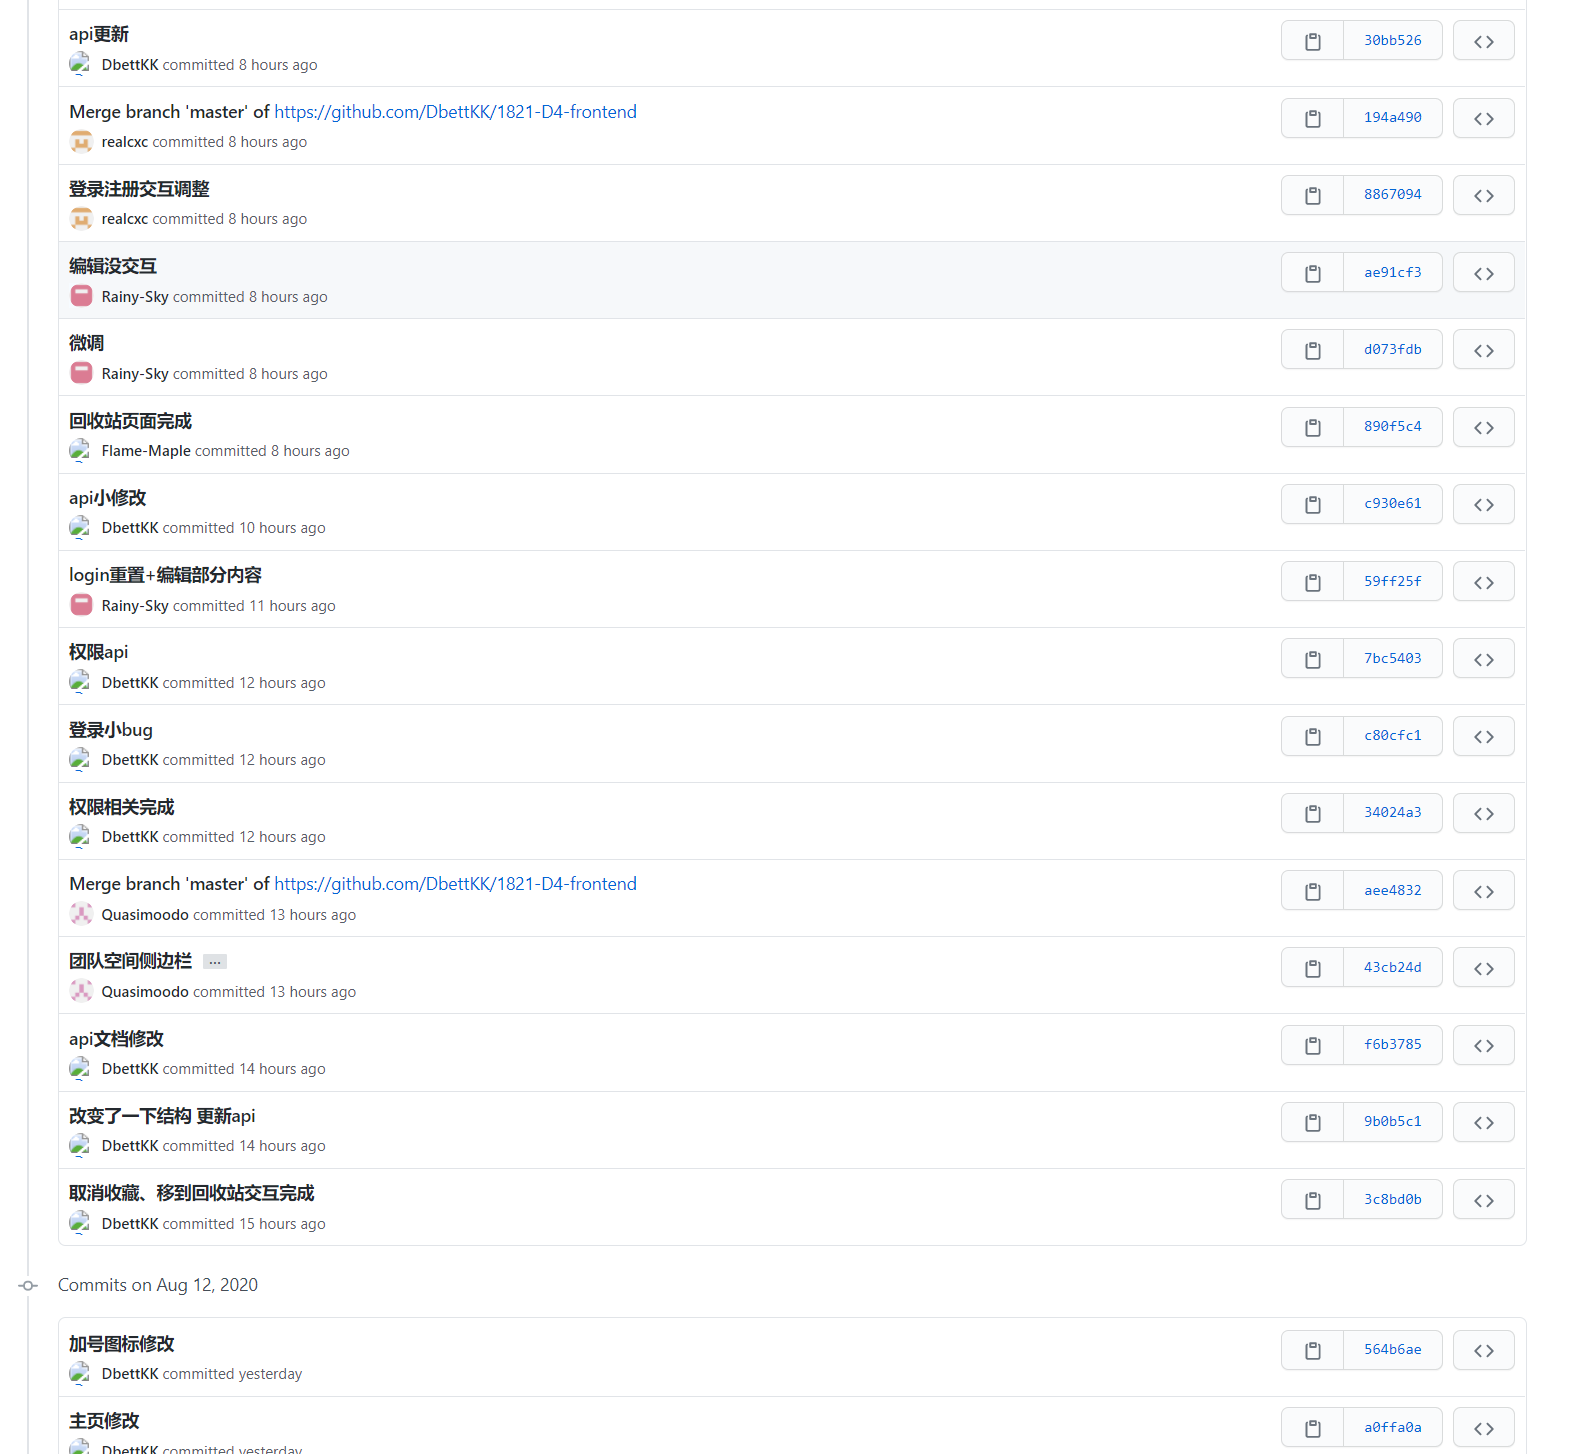 api更新
30bb526
DbettKK committed 8 hours ago
Merge branch 'master' of https://github.com/DbettKK/1821-D4-frontend
194a490
realcxc committed 8 hours ago
登录注册交互调整
8867094
realcxc committed 8 hours ago
编辑没交互
ae91cf3
Rainy-Sky committed 8 hours ago
微调
d073fdb
Rainy-Sky committed 8 hours ago
回收站页面完成
890f5c4
Flame-Maple committed 8 hours ago
api小修改
c930e61
DbettKK committed 10 hours ago
login重置+编辑部分内容
59ff25f
Rainy-Sky committed 11 hours ago
权限api
7bc5403
DbettKK committed 12 hours ago
登录小bug
c80cfc1
DbettKK committed 12 hours ago
权限相关完成
34024a3
DbettKK committed 12 hours ago
Merge branch 'master' of https://github.com/DbettKK/1821-D4-frontend
aee4832
Quasimoodo committed 13 hours ago
团队空间侧边栏 …
43cb24d
Quasimoodo committed 13 hours ago
api文档修改
f6b3785
DbettKK committed 14 hours ago
改变了一下结构 更新api
9b0b5c1
DbettKK committed 14 hours ago
取消收藏、移到回收站交互完成
3c8bd0b
DbettKK committed 15 hours ago
Commits on Aug 12, 2020
加号图标修改
564b6ae
DbettKK committed yesterday
主页修改
a0ffa0a
DbettKK committed yesterday